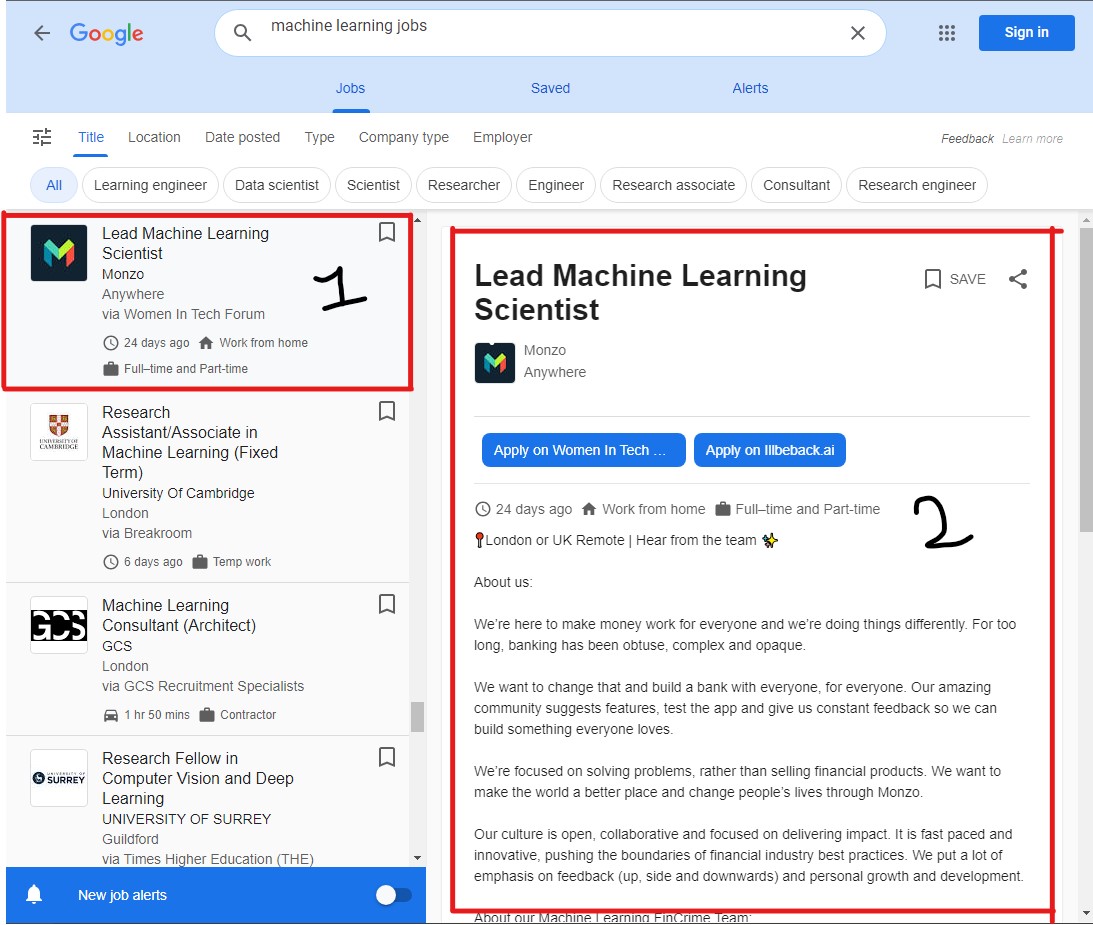 Google
machine learning jobs
Sign in
Jobs
Saved
Alerts
Title
Location
Date posted
Type
Company type
Employer
Feedback
Learn more
All
Learning engineer
Data scientist
Scientist
Researcher
Engineer
Research associate
Consultant
Research engineer
Lead Machine Learning
Scientist
Monzo
Anywhere
via Women In Tech Forum
24 days ago
Work from home
Full–time and Part-time
1
UNIVERSITY OF
CAMBRIDGE
Research
Assistant/Associate in
Machine Learning (Fixed
Term)
University Of Cambridge
London
via Breakroom
6 days ago
Temp work
GCS
Machine Learning
Consultant (Architect)
GCS
London
via GCS Recruitment Specialists
1 hr 50 mins
Contractor
UNIVERSITY OF
SURREY
Research Fellow in
Computer Vision and Deep
Learning
UNIVERSITY OF SURREY
Guildford
via Times Higher Education (THE)
New job alerts
Lead Machine Learning
Scientist
SAVE
Monzo
Anywhere
Apply on Women In Tech ...
Apply on Illbeback.ai
24 days ago
Work from home
Full–time and Part-time
2
London or UK Remote | Hear from the team ✨
About us:
We’re here to make money work for everyone and we’re doing things differently. For too
long, banking has been obtuse, complex and opaque.
We want to change that and build a bank with everyone, for everyone. Our amazing
community suggests features, test the app and give us constant feedback so we can
build something everyone loves.
We’re focused on solving problems, rather than selling financial products. We want to
make the world a better place and change people’s lives through Monzo.
Our culture is open, collaborative and focused on delivering impact. It is fast paced and
innovative, pushing the boundaries of financial industry best practices. We put a lot of
emphasis on feedback (up, side and downwards) and personal growth and development.
About our Machine Learning FinCrime Team: